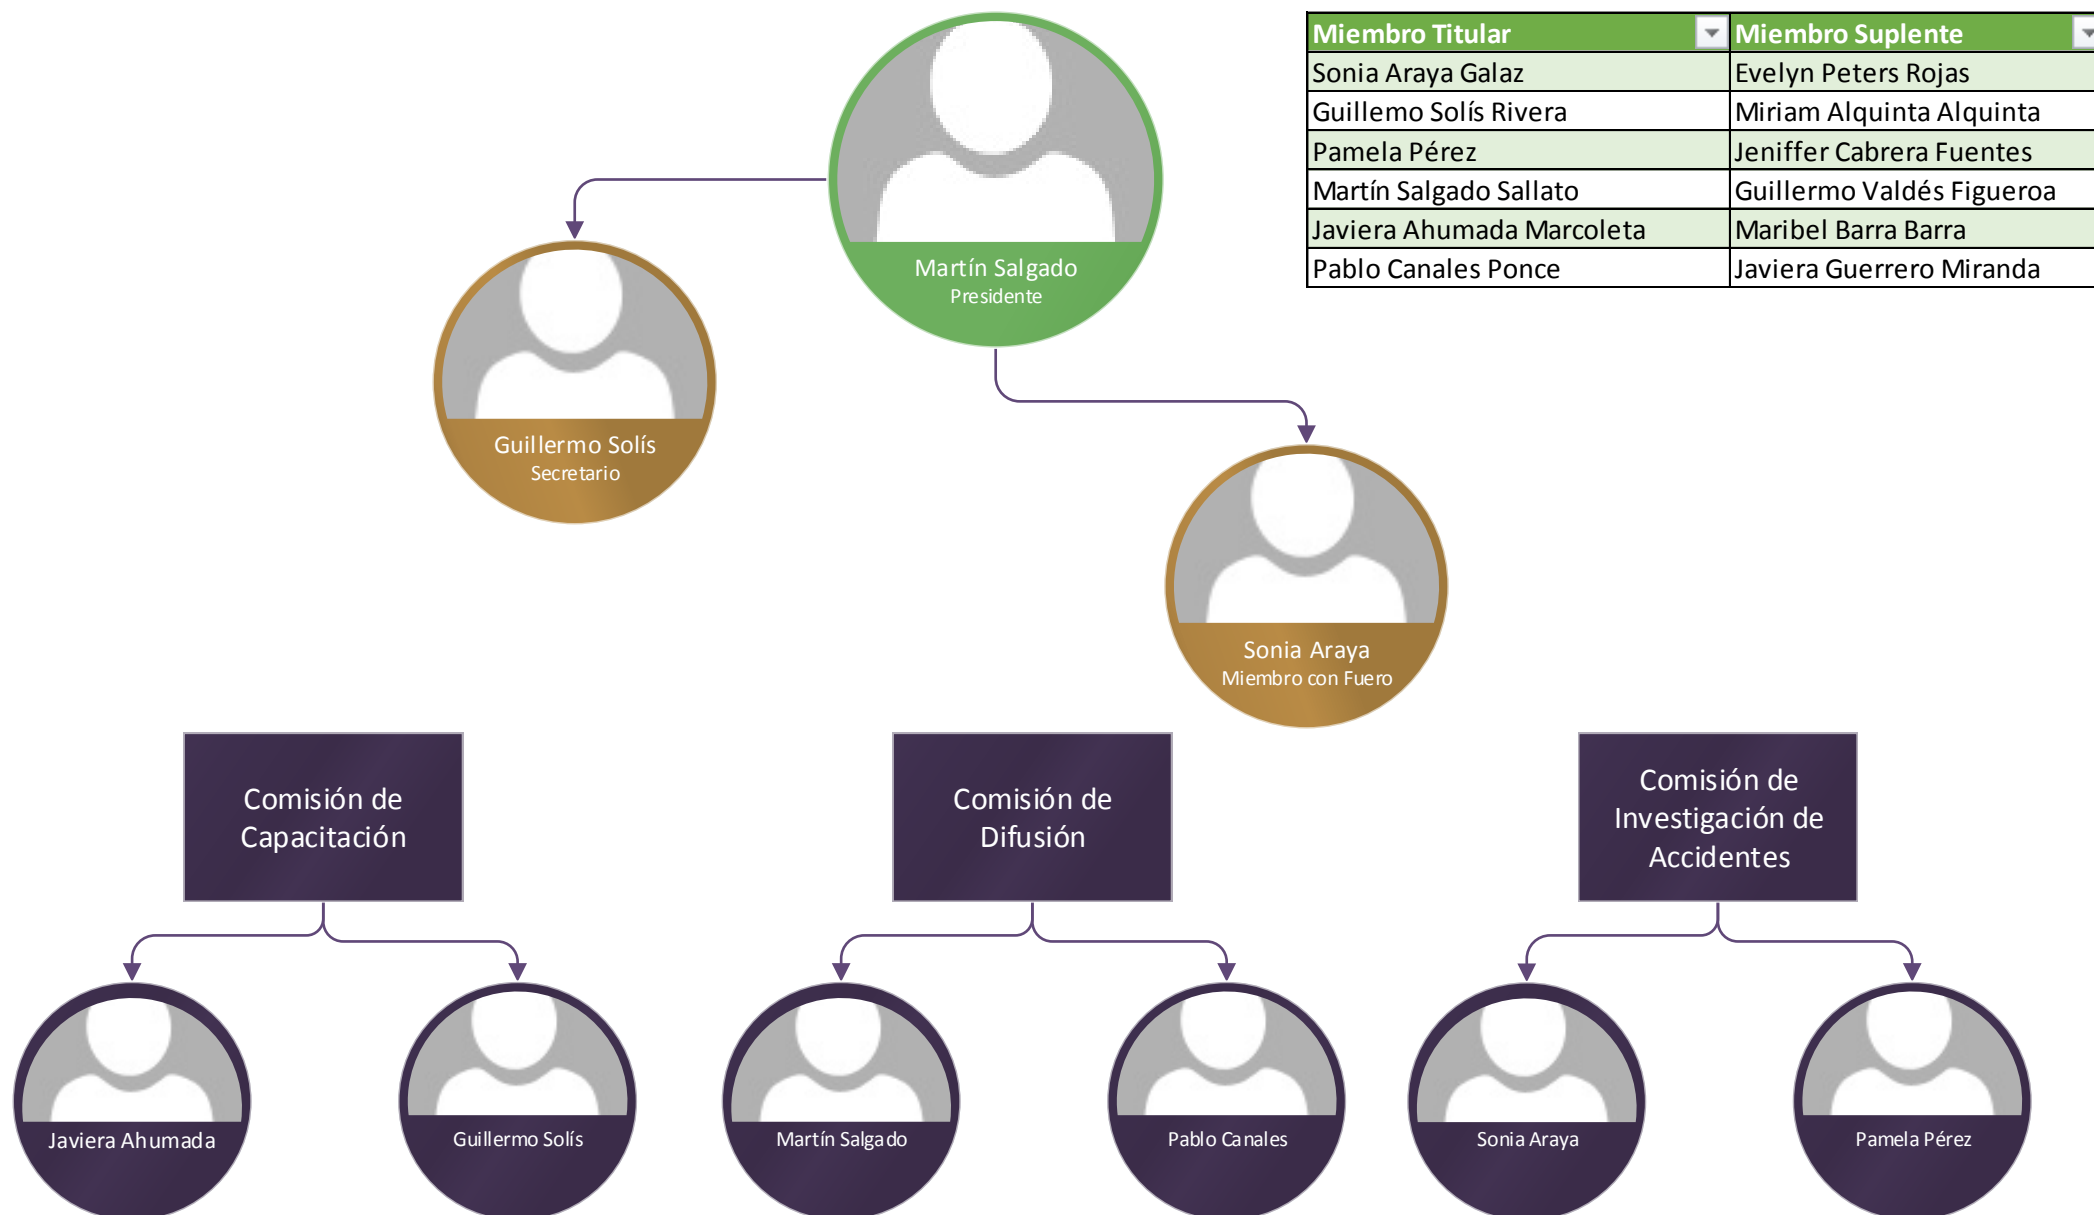 Miembro Titular Miembro Suplente
Sonia Araya Galaz Evelyn Peters Rojas
Guillemo Solís Rivera Miriam Alquinta Alquinta
Pamela Pérez Jeniffer Cabrera Fuentes
Martín Salgado Sallato Guillermo Valdés Figueroa
Javiera Ahumada Marcoleta Maribel Barra Barra
Pablo Canales Ponce Javiera Guerrero Miranda
Martín Salgado
Presidente
Guillermo Solís
Secretario
Sonia Araya
Miembro con Fuero
Comisión de
Capacitación
Comisión de
Difusión
Comisión de
Investigación de
Accidentes
Javiera Ahumada
Guillermo Solís
Martín Salgado
Pablo Canales
Sonia Araya
Pamela Pérez